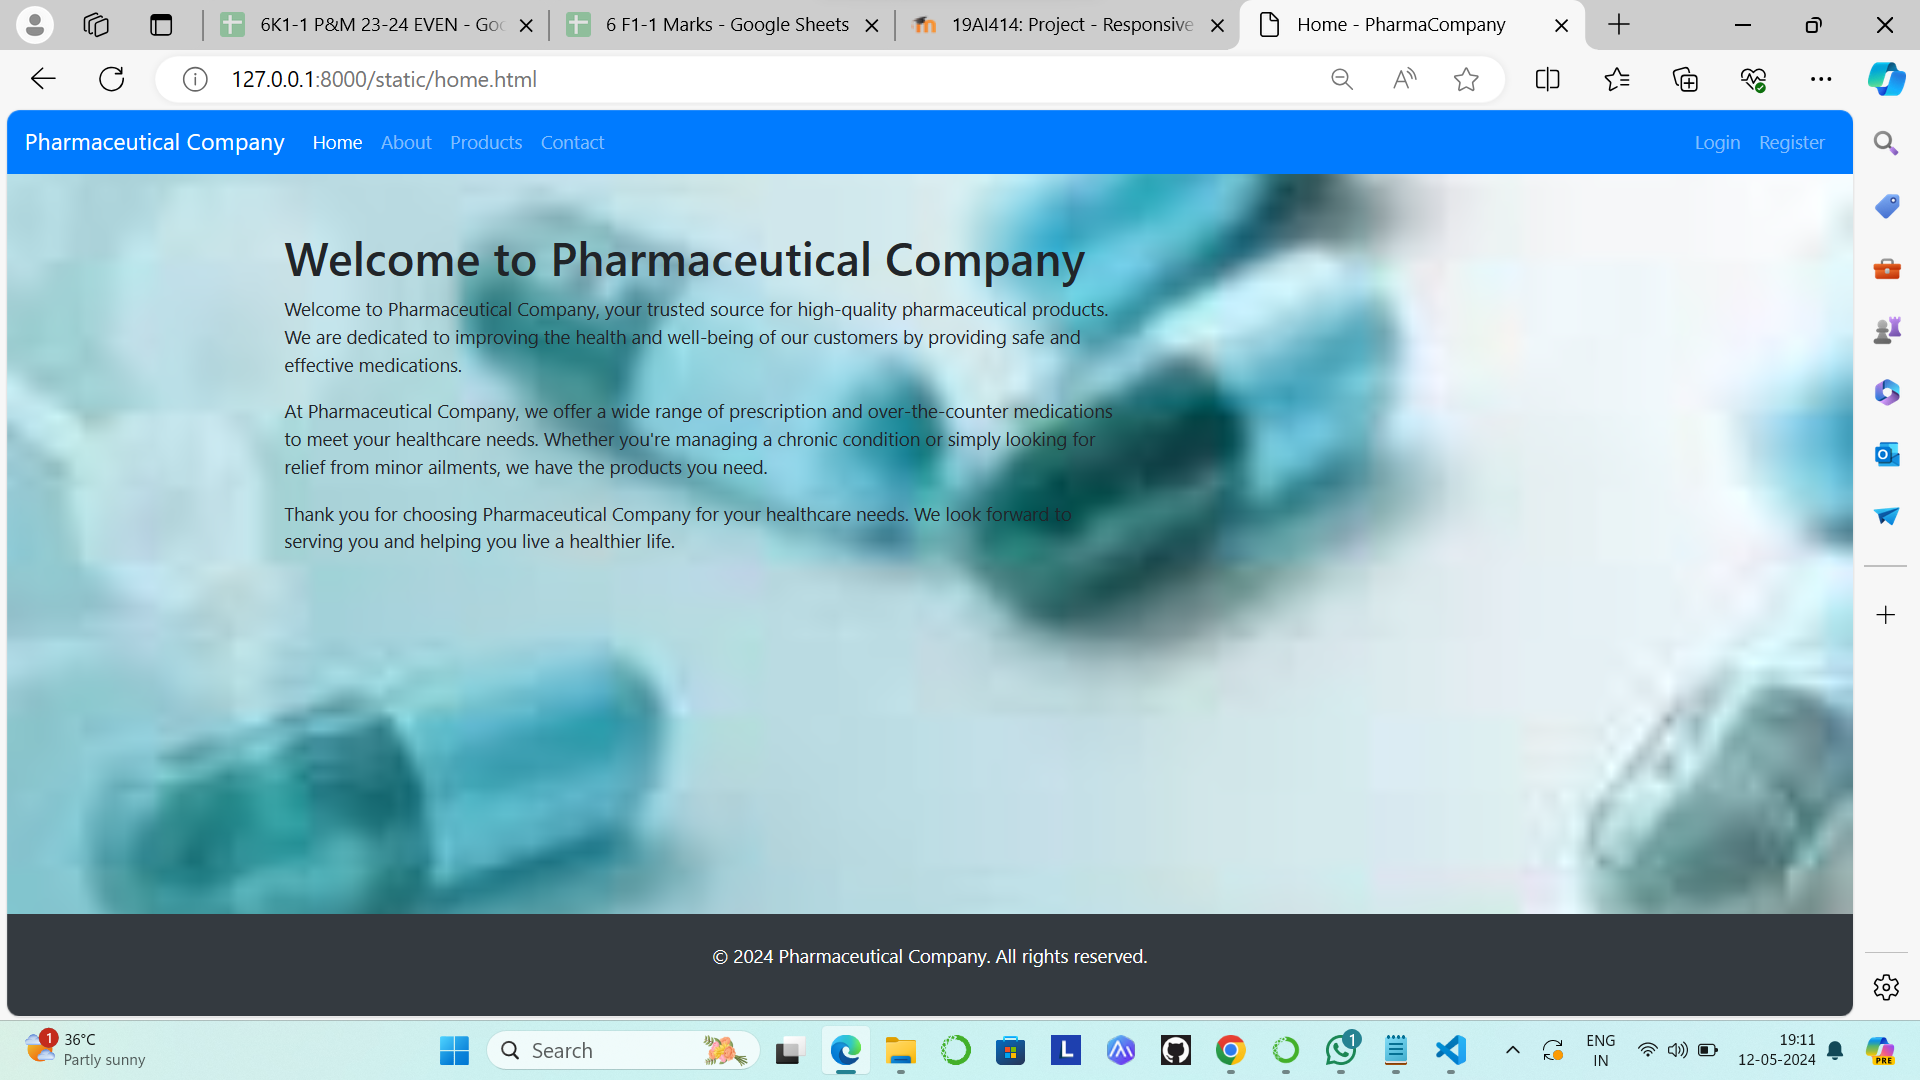 6K1-1 P&M 23-24 EVEN - Goo
6 F1-1 Marks - Google Sheets
19AI414: Project - Responsive
Home - PharmaCompany
127.0.0.1:8000/static/home.html
Pharmaceutical Company
Home
About
Products
Contact
Login
Register
Welcome to Pharmaceutical Company
Welcome to Pharmaceutical Company, your trusted source for high-quality pharmaceutical products.
We are dedicated to improving the health and well-being of our customers by providing safe and
effective medications.
At Pharmaceutical Company, we offer a wide range of prescription and over-the-counter medications
to meet your healthcare needs. Whether you're managing a chronic condition or simply looking for
relief from minor ailments, we have the products you need.
Thank you for choosing Pharmaceutical Company for your healthcare needs. We look forward to
serving you and helping you live a healthier life.
© 2024 Pharmaceutical Company. All rights reserved.
1
36°C
Partly sunny
Search
L
1
ENG
IN
19:11
12-05-2024
PRE